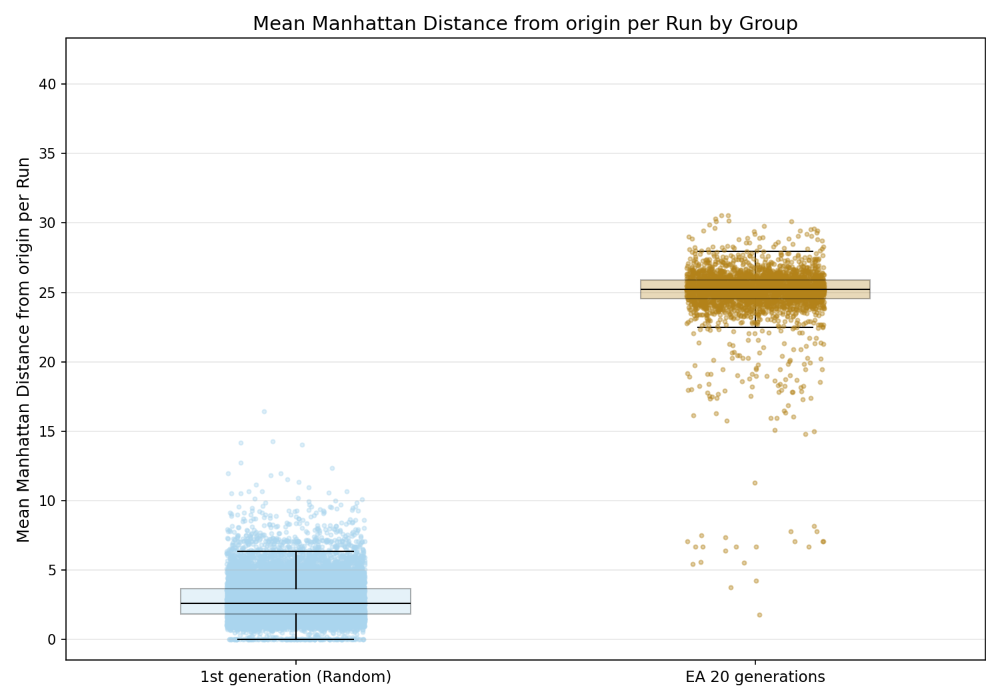 Mean Manhattan Distance from origin per Run by Group
Mean Manhattan Distance from origin per Run
40
35
30
25
20
15
10
5
0
1st generation (Random)
EA 20 generations